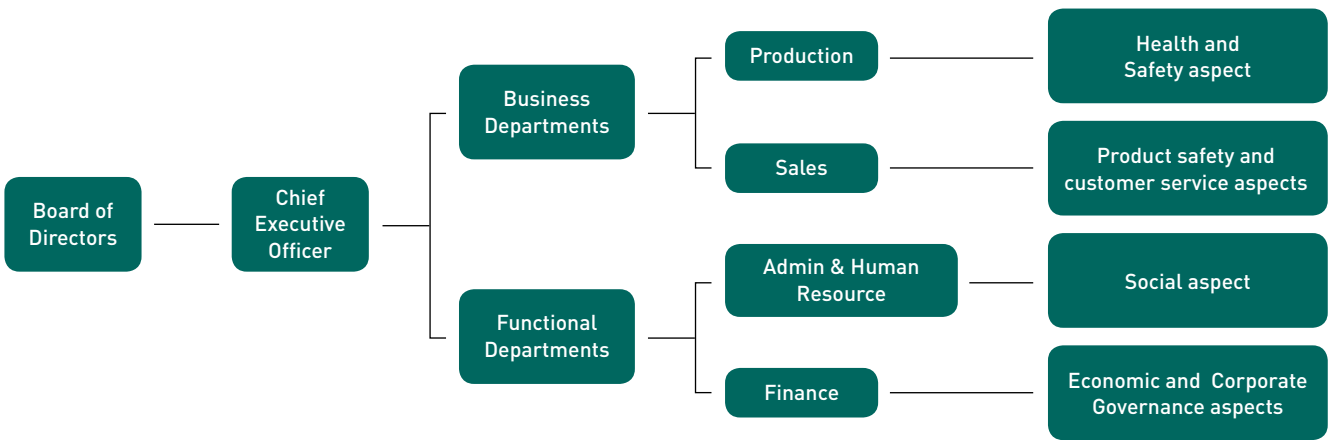 Board of
Directors
Chief
Executive
Officer
Business
Departments
Functional
Departments
Production
Sales
Admin & Human
Resource
Finance
Health and
Safety aspect
Product safety and
customer service aspects
Social aspect
Economic and Corporate
Governance aspects